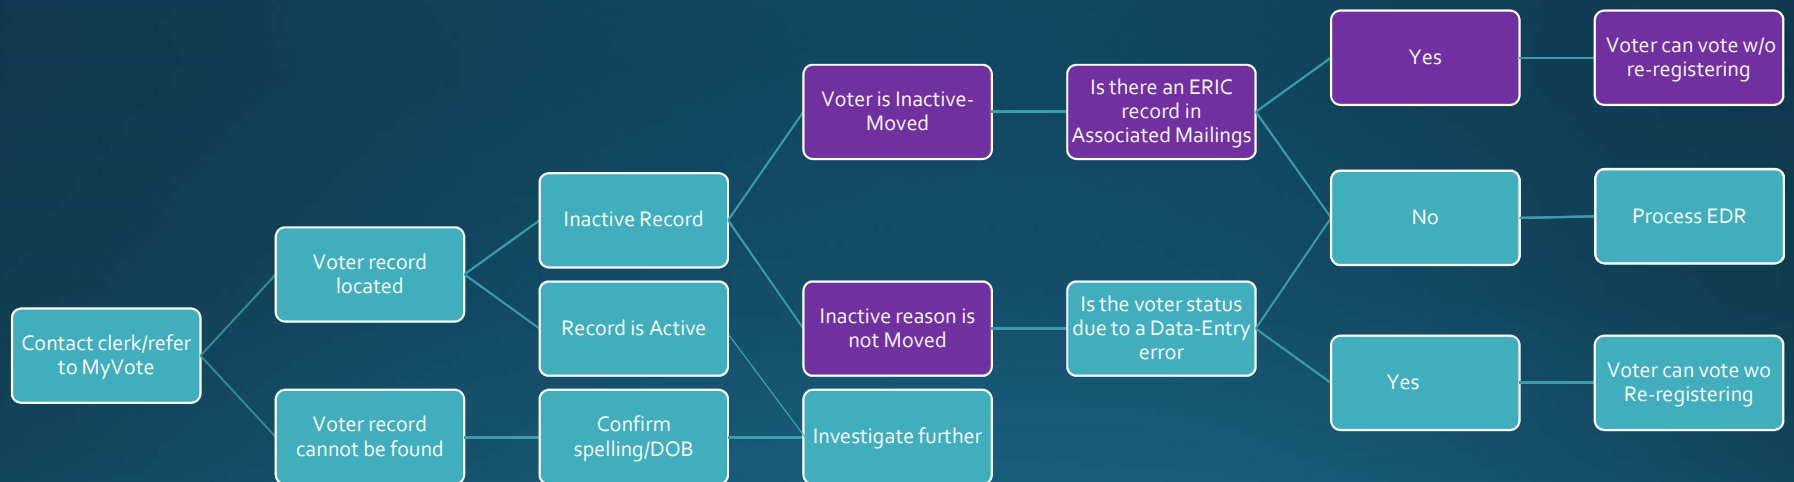 Contact clerk/refer
to MyVote
Voter record
located
Voter record
cannot be found
Inactive Record
Record is Active
Confirm
spelling/DOB
Voter is Inactive-
Moved
Inactive reason is
not Moved
Investigate further
Is there an ERIC
record in
Associated Mailings
Is the voter status
due to a Data-Entry
error
Yes
No
Yes
Voter can vote w/o
re-registering
Process EDR
Voter can vote wo
Re-registering